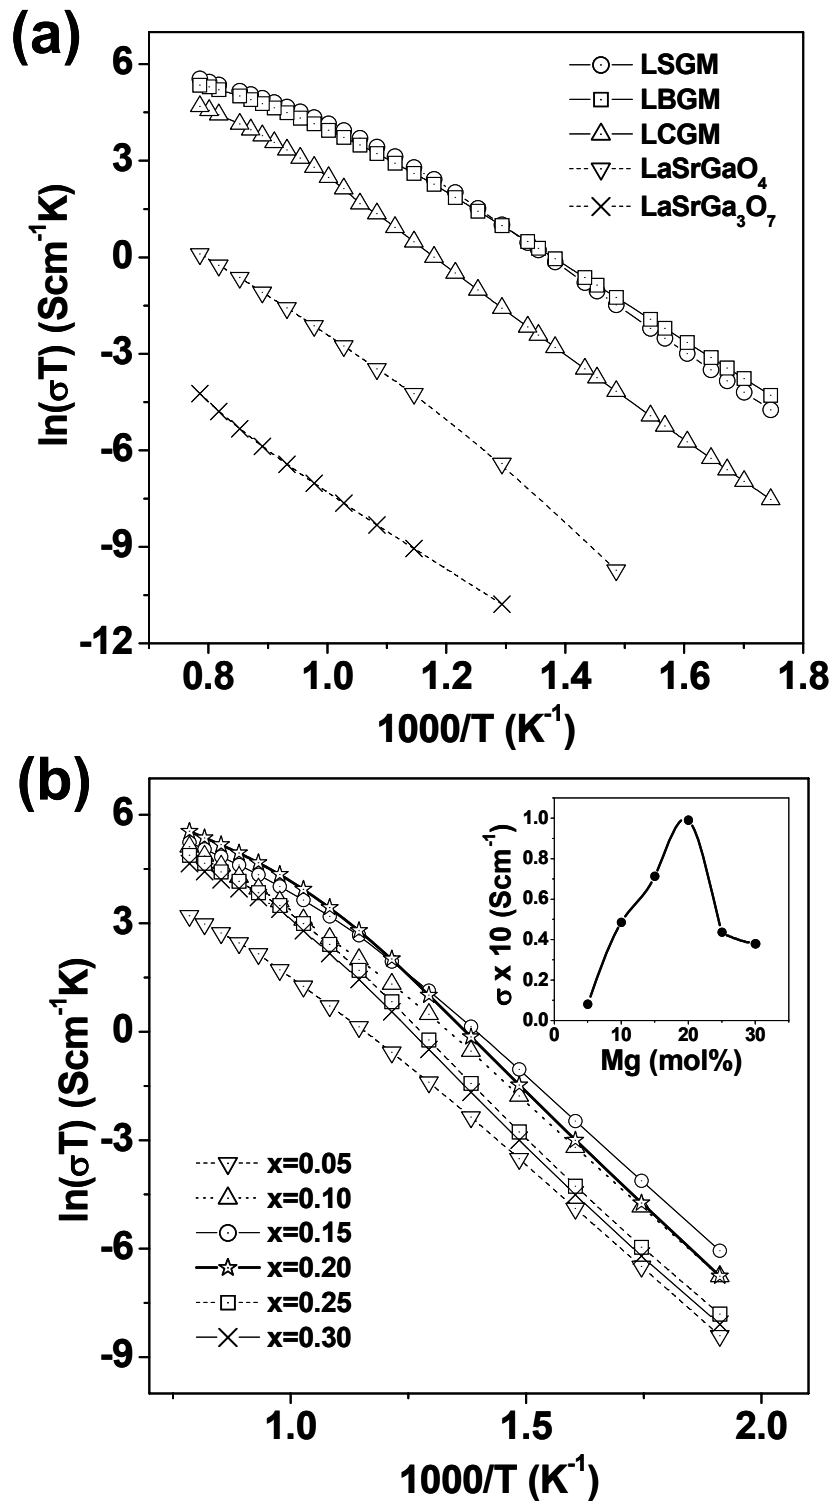 (a)
6
3
0
-3
-6
-9
-12
ln(σT) (Scm⁻¹K)
LSGM
LBGM
LCGM
LaSrGaO₄
LaSrGa₃O₇
0.8 1.0 1.2 1.4 1.6 1.8
1000/T (K⁻¹)
(b)
6
3
0
-3
-6
-9
ln(σT) (Scm⁻¹K)
1.0
0.8
0.6
0.4
0.2
0.0
σ x 10 (Scm⁻¹)
0 10 20 30
Mg (mol%)
x=0.05
x=0.10
x=0.15
x=0.20
x=0.25
x=0.30
1.0 1.5 2.0
1000/T (K⁻¹)